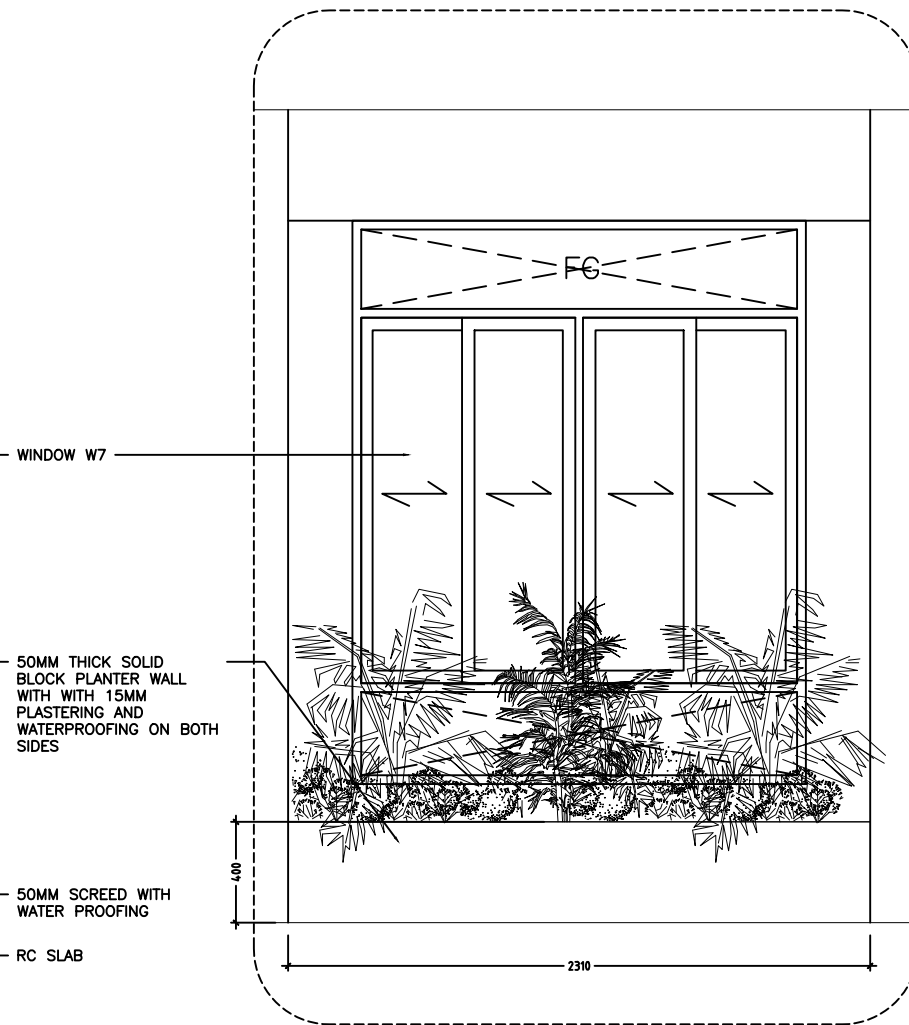 FG
WINDOW W7
50MM THICK SOLID
BLOCK PLANTER WALL
WITH WITH 15MM
PLASTERING AND
WATERPROOFING ON BOTH
SIDES
400
50MM SCREED WITH
WATER PROOFING
RC SLAB
2310